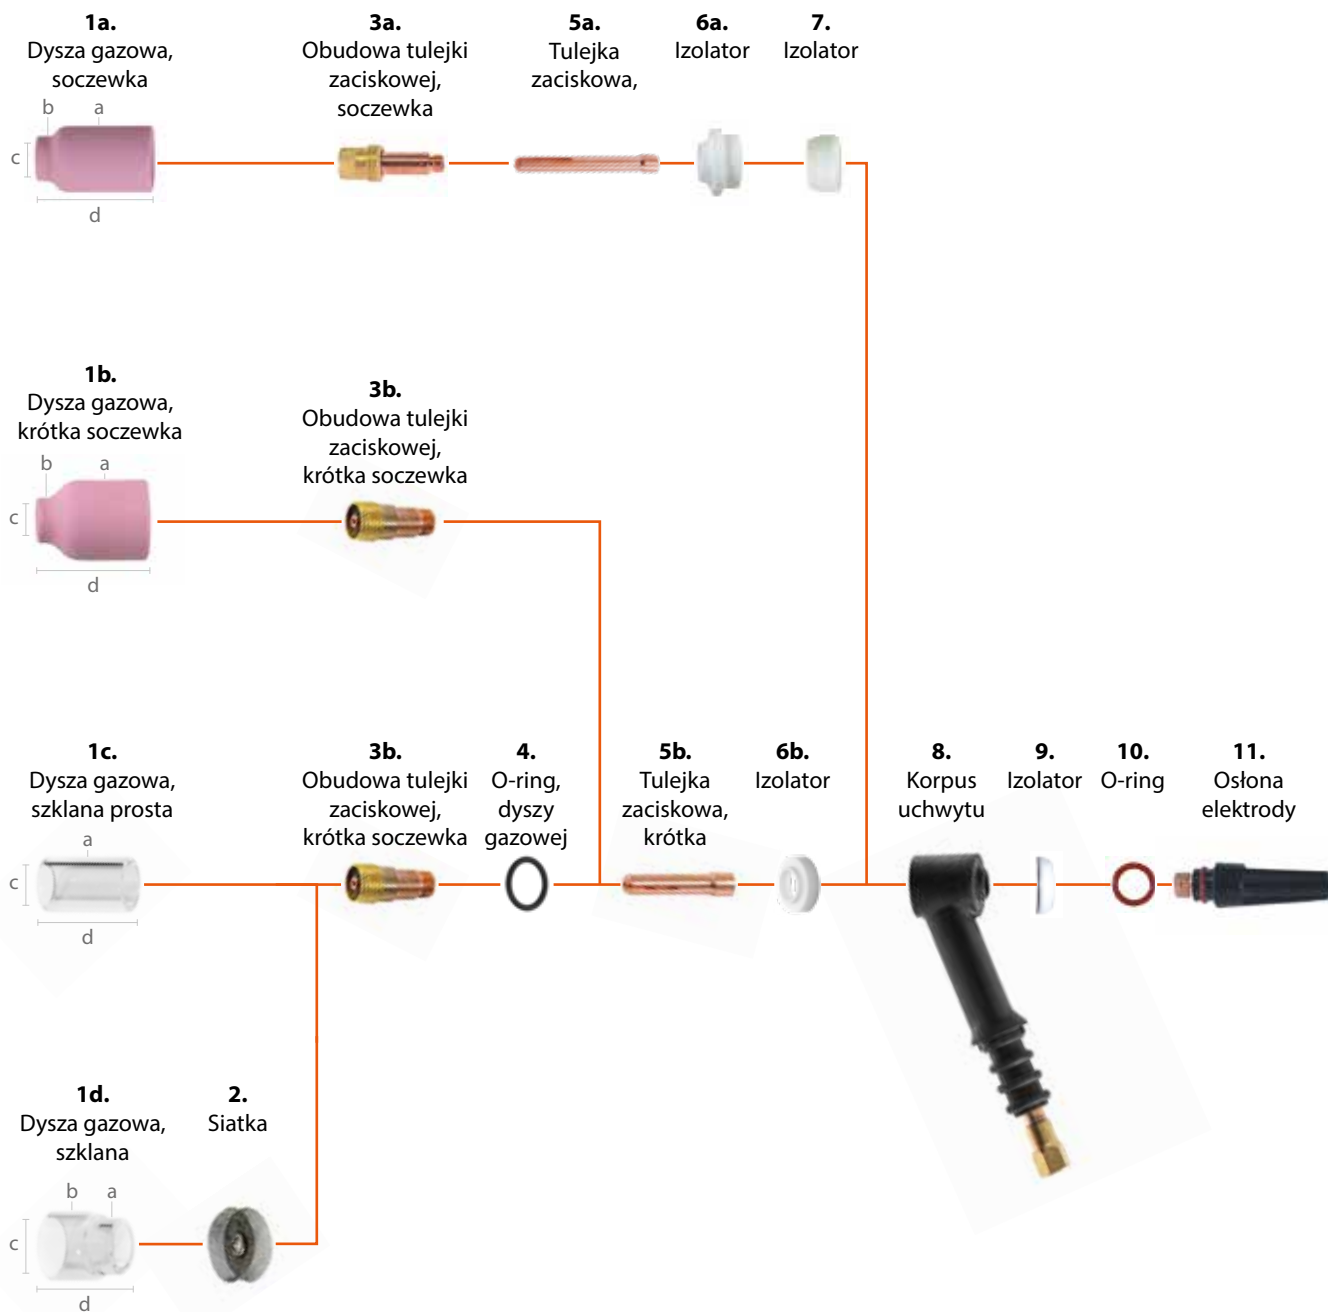 1a.
Dysza gazowa,
soczewka
b a
c
d
3a.
Obudowa tulejki
zaciskowej,
soczewka
5a.
Tulejka
zaciskowa,
6a.
Izolator
7.
Izolator
1b.
Dysza gazowa,
krótka soczewka
b a
c
d
3b.
Obudowa tulejki
zaciskowej,
krótka soczewka
1c.
Dysza gazowa,
szklana prosta
a
c
d
3b.
Obudowa tulejki
zaciskowej,
krótka soczewka
4.
O-ring,
dyszy
gazowej
5b.
Tulejka
zaciskowa,
krótka
6b.
Izolator
8.
Korpus
uchwytu
9.
Izolator
10.
O-ring
11.
Osłona
elektrody
1d.
Dysza gazowa,
szklana
b a
c
d
2.
Siatka